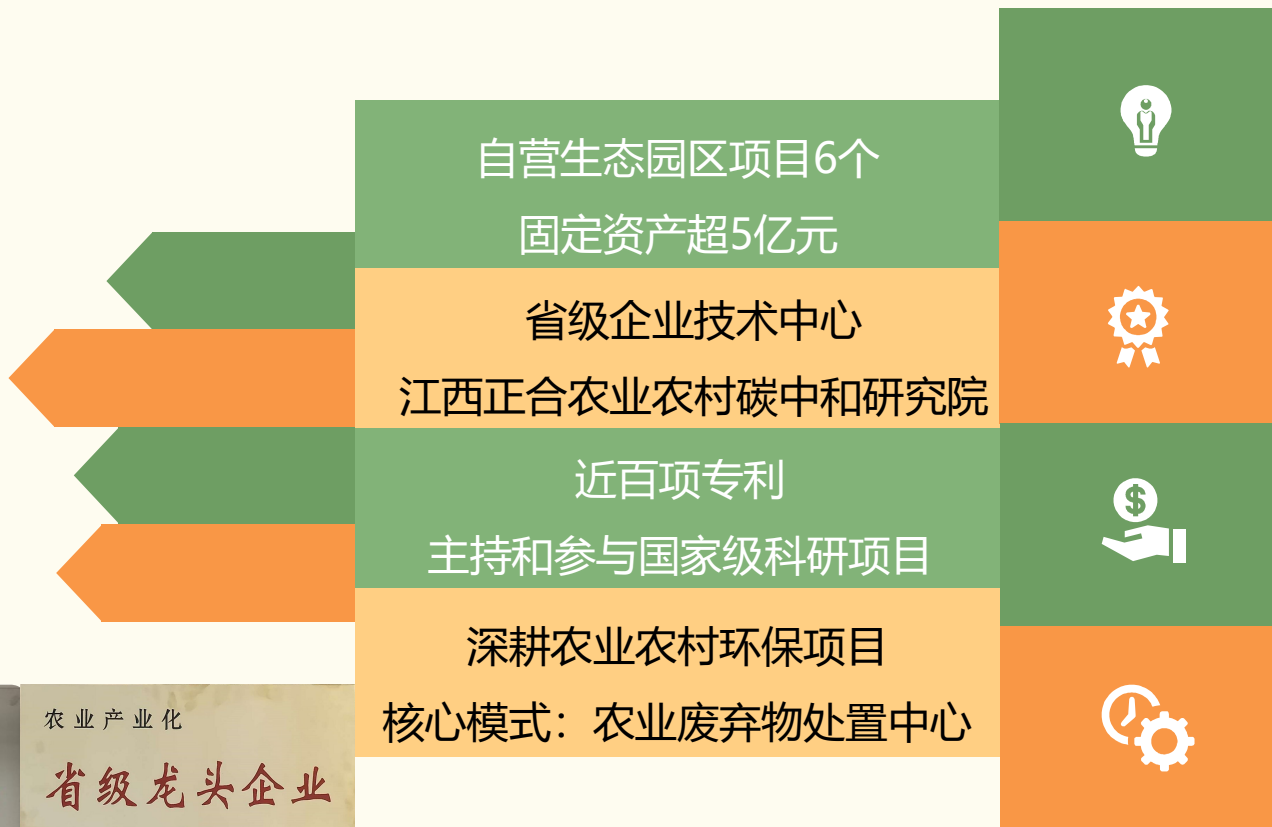 自营生态园区项目6个
固定资产超5亿元
省级企业技术中心
江西正合农业农村碳中和研究院
近百项专利
主持和参与国家级科研项目
深耕农业农村环保项目
核心模式：农业废弃物处置中心
农业产业化
省级龙头企业
$